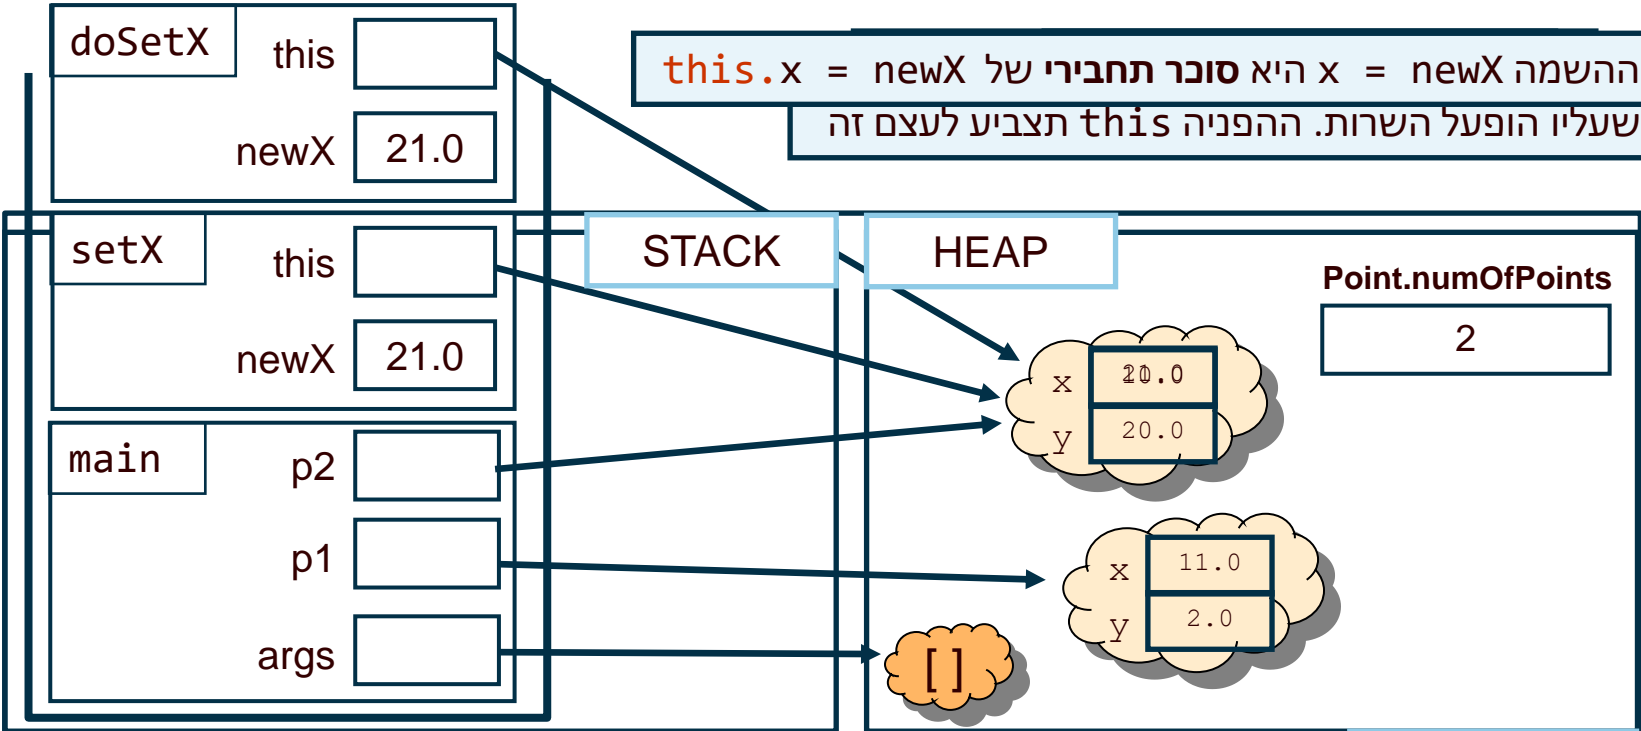 ההשמה x = newX היא סוכר תחבירי של this.x = newX
שעליו הופעל השרות. ההפניה this תצביע לעצם זה
doSetX
this
newX 21.0
STACK
HEAP
setX
this
newX 21.0
Point.numOfPoints
2
x
y 20.0
main
p2
p1
args
x 11.0
y 2.0
[]